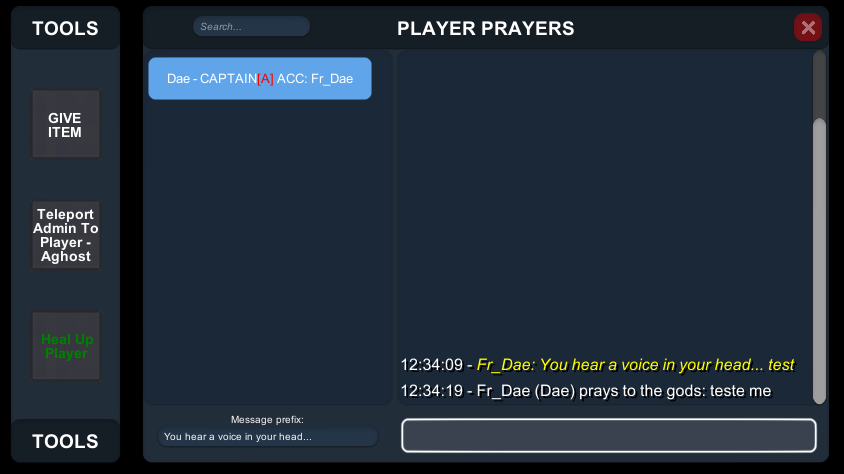 TOOLS
GIVE
ITEM
Teleport
Admin To
Player -
Aghost
Heal Up
Player
TOOLS
Search...
PLAYER PRAYERS
Dae - CAPTAIN[A] ACC: Fr_Dae
12:34:09 - Fr_Dae: You hear a voice in your head... test
12:34:19 - Fr_Dae (Dae) prays to the gods: teste me
Message prefix:
You hear a voice in your head...